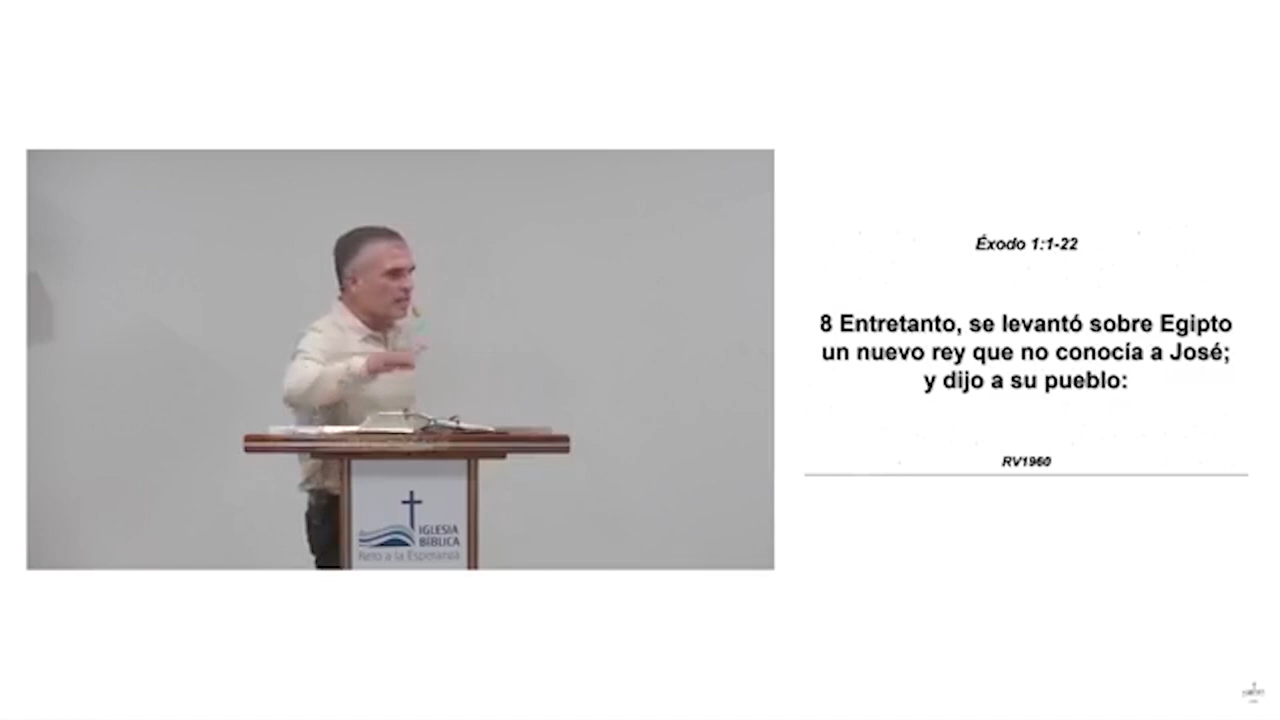 Éxodo 1:1-22
8 Entretanto, se levantó sobre Egipto
un nuevo rey que no conocía a José;
y dijo a su pueblo:
RV1960
IGLESIA
BÍBLICA
Reto a la Esperanza